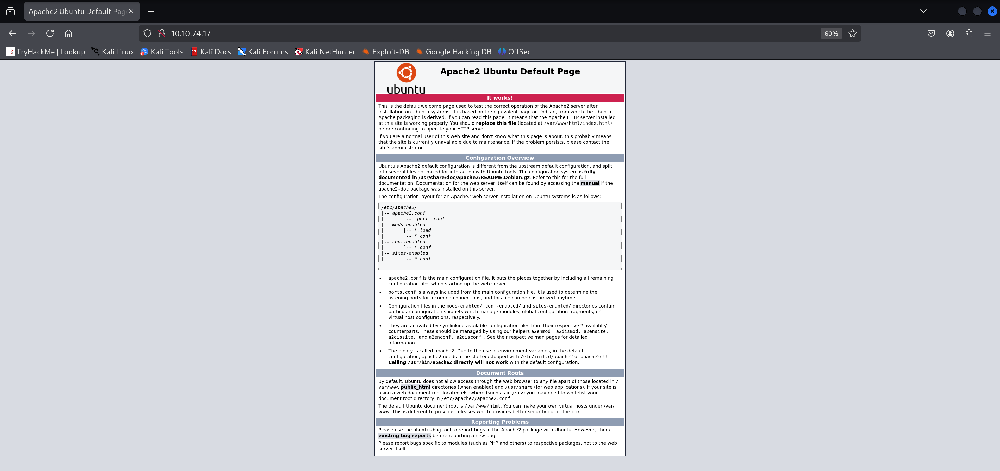 Apache2 Ubuntu Default Pag
10.10.74.17
60%
TryHackMe | Lookup
Kali Linux
Kali Tools
Kali Docs
Kali Forums
Kali NetHunter
Exploit-DB
Google Hacking DB
OffSec
ubuntu
Apache2 Ubuntu Default Page
It works!
This is the default welcome page used to test the correct operation of the Apache2 server after
installation on Ubuntu systems. It is based on the equivalent page on Debian, from which the Ubuntu
Apache packaging is derived. If you can read this page, it means that the Apache HTTP server installed
at this site is working properly. You should replace this file (located at /var/www/html/index.html)
before continuing to operate your HTTP server.
If you are a normal user of this web site and don't know what this page is about, this probably means
that the site is currently unavailable due to maintenance. If the problem persists, please contact the
site's administrator.
Configuration Overview
Ubuntu's Apache2 default configuration is different from the upstream default configuration, and split
into several files optimized for interaction with Ubuntu tools. The configuration system is fully
documented in /usr/share/doc/apache2/README.Debian.gz. Refer to this for the full
documentation. Documentation for the web server itself can be found by accessing the manual if the
apache2-doc package was installed on this server.
The configuration layout for an Apache2 web server installation on Ubuntu systems is as follows:
/etc/apache2/
|-- apache2.conf
|       `--  ports.conf
|-- mods-enabled
|       |-- *.load
|       `-- *.conf
|-- conf-enabled
|       `-- *.conf
|-- sites-enabled
|       `-- *.conf
• apache2.conf is the main configuration file. It puts the pieces together by including all remaining
configuration files when starting up the web server.
• ports.conf is always included from the main configuration file. It is used to determine the
listening ports for incoming connections, and this file can be customized anytime.
• Configuration files in the mods-enabled/, conf-enabled/ and sites-enabled/ directories contain
particular configuration snippets which manage modules, global configuration fragments, or
virtual host configurations, respectively.
• They are activated by symlinking available configuration files from their respective *-available/
counterparts. These should be managed by using our helpers a2enmod, a2dismod, a2ensite,
a2dissite, and a2enconf, a2disconf . See their respective man pages for detailed
information.
• The binary is called apache2. Due to the use of environment variables, in the default
configuration, apache2 needs to be started/stopped with /etc/init.d/apache2 or apache2ctl.
Calling /usr/bin/apache2 directly will not work with the default configuration.
Document Roots
By default, Ubuntu does not allow access through the web browser to any file apart of those located in /
var/www, public_html directories (when enabled) and /usr/share (for web applications). If your site is
using a web document root located elsewhere (such as in /srv) you may need to whitelist your
document root directory in /etc/apache2/apache2.conf.
The default Ubuntu document root is /var/www/html. You can make your own virtual hosts under /var/
www. This is different to previous releases which provides better security out of the box.
Reporting Problems
Please use the ubuntu-bug tool to report bugs in the Apache2 package with Ubuntu. However, check
existing bug reports before reporting a new bug.
Please report bugs specific to modules (such as PHP and others) to respective packages, not to the web
server itself.